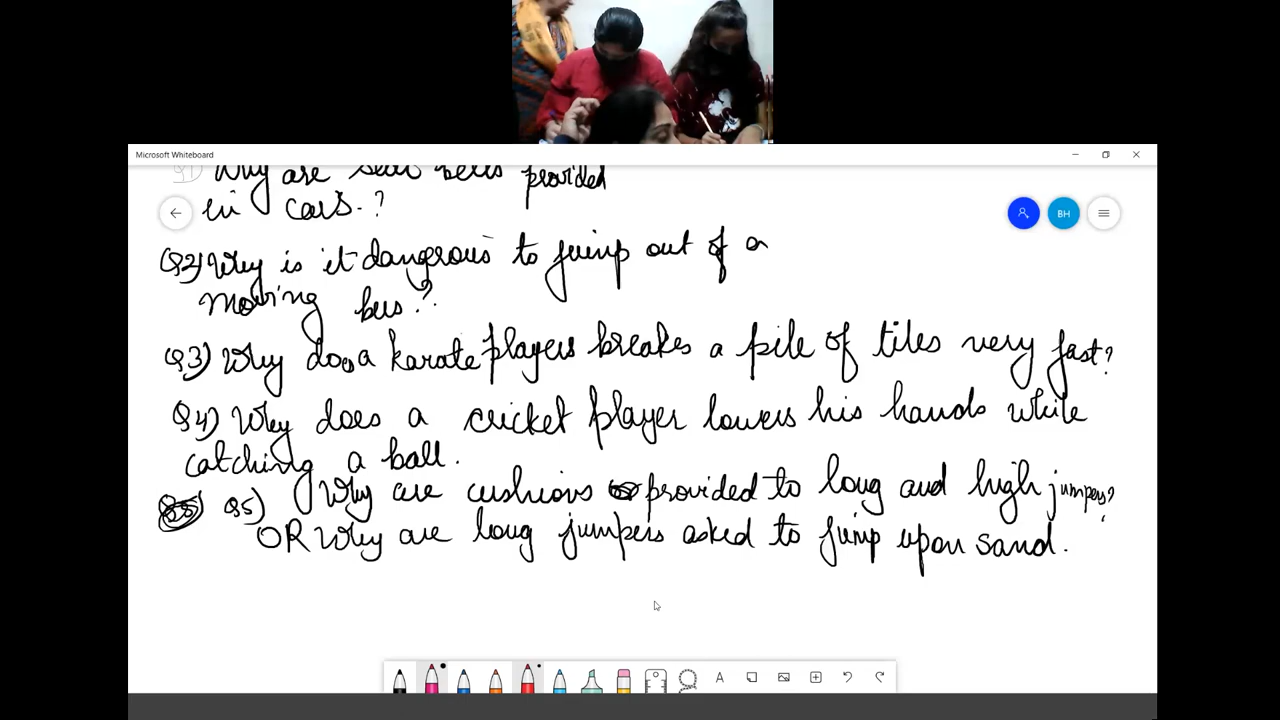 Microsoft Whiteboard
Q1) Why are seat belts provided
in cars.?
BH
Q2) Why is it dangerous to jump out of a
moving bus.?
Q3) Why does a karate players breakes a pile of tiles very fast?
Q4) Why does a cricket player lowers his hands while
catching a ball.
Q5) Why are cushions provided to long and high jumpers?
OR Why are long jumpers asked to jump upon sand.
A